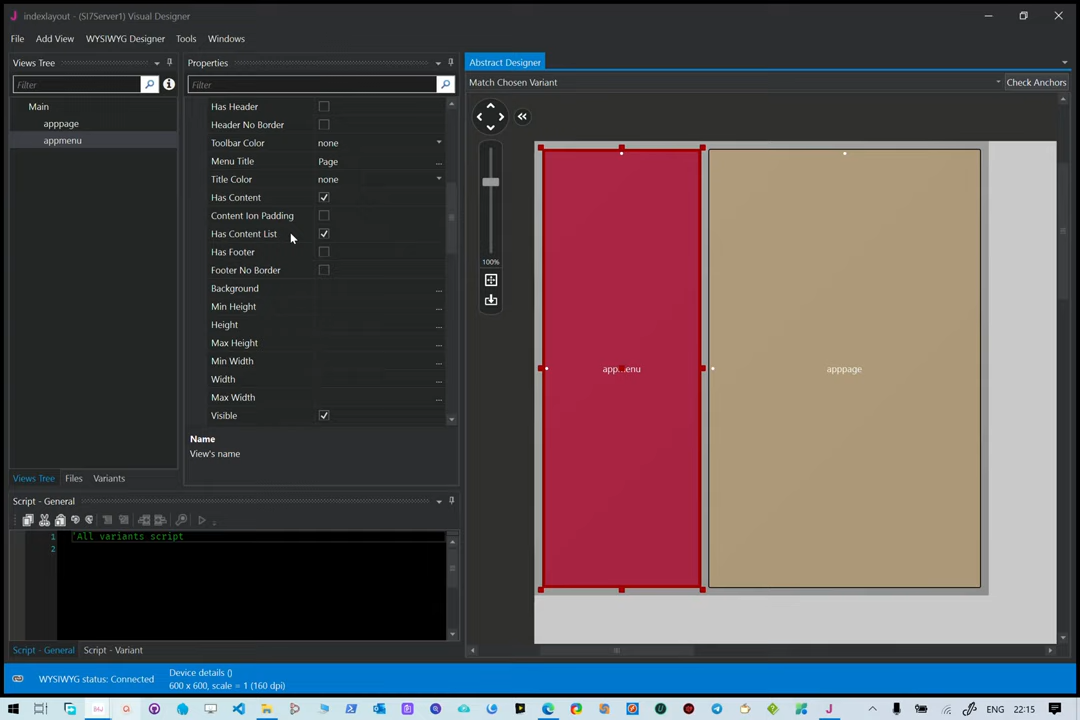 indexlayout - (SI7Server1) Visual Designer
File Add View WYSIWYG Designer Tools Windows
Views Tree
Filter
Main
apppage
appmenu
Views Tree Files Variants
Properties
Filter
Has Header
Header No Border
Toolbar Color none
Menu Title Page ...
Title Color none
Has Content
Content Ion Padding
Has Content List
Has Footer
Footer No Border
Background ...
Min Height ...
Height ...
Max Height ...
Min Width ...
Width ...
Max Width ...
Visible
Name
View's name
Script - General
1 'All variants script
2
Script - General Script - Variant
Abstract Designer
Match Chosen Variant Check Anchors
100%
appmenu apppage
WYSIWYG status: Connected
Device details ()
600 x 600, scale = 1 (160 dpi)
ENG 22:15